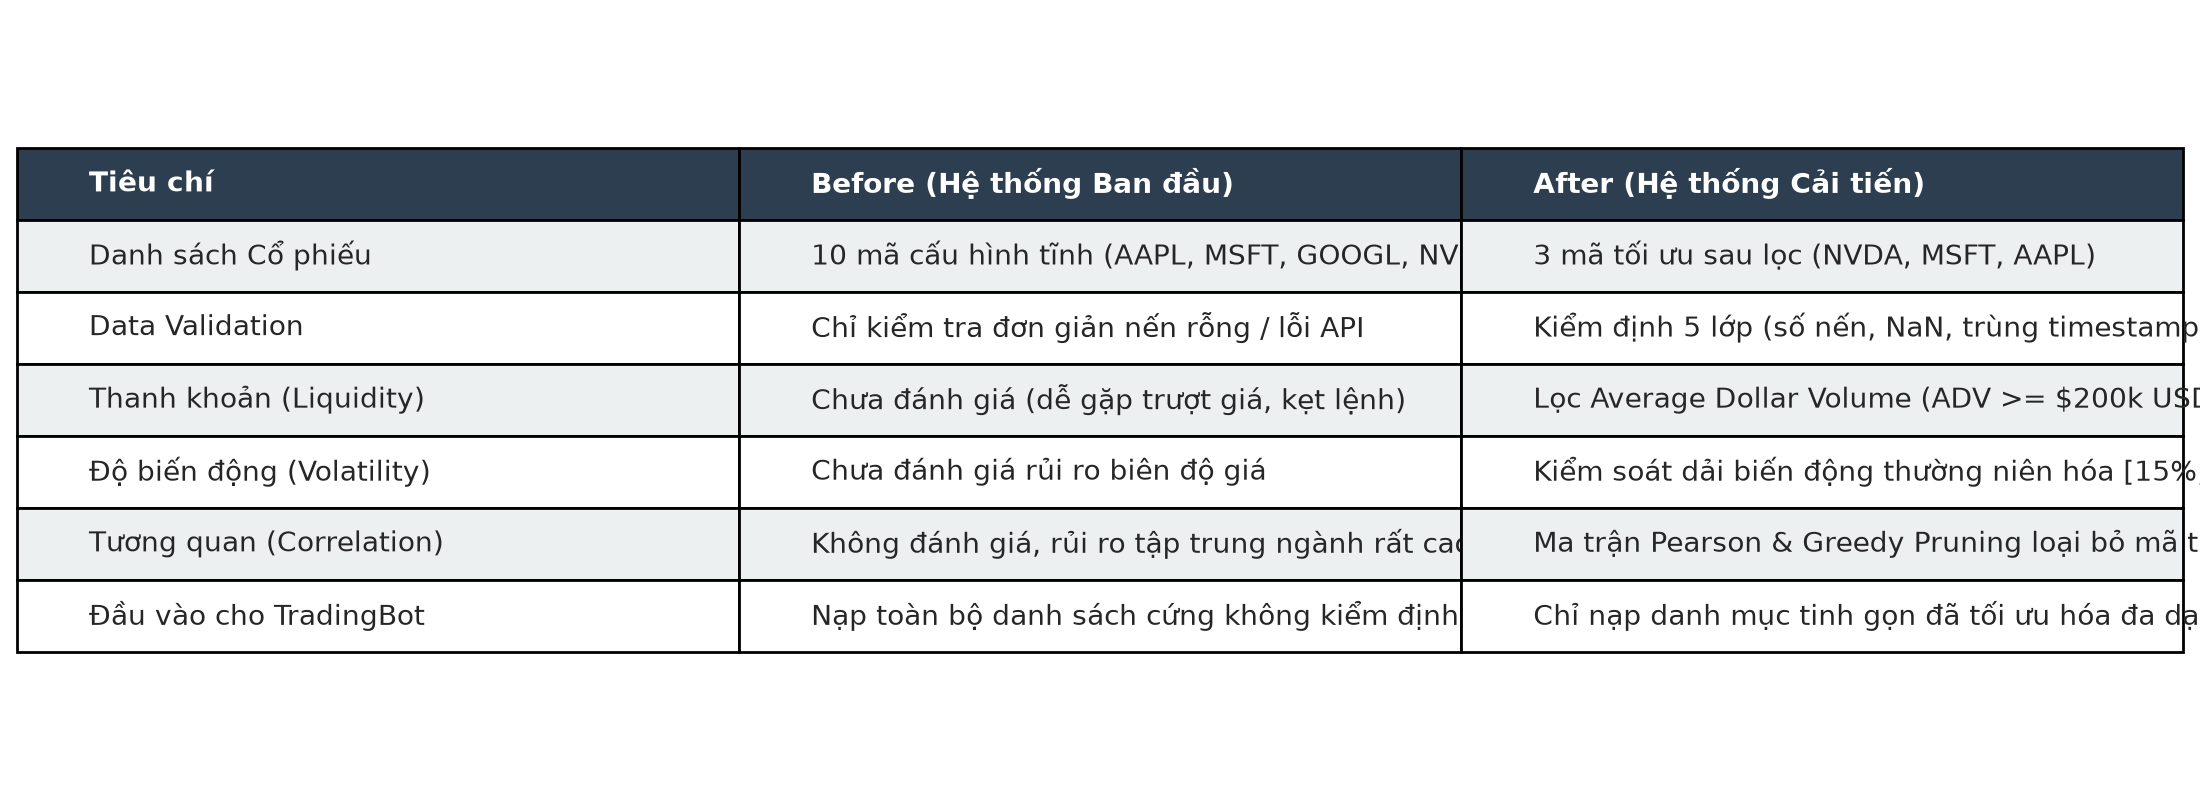 Tiêu chí Before (Hệ thống Ban đầu) After (Hệ thống Cải tiến)
Danh sách Cổ phiếu 10 mã cấu hình tĩnh (AAPL, MSFT, GOOGL, NV 3 mã tối ưu sau lọc (NVDA, MSFT, AAPL)
Data Validation Chỉ kiểm tra đơn giản nến rỗng / lỗi API Kiểm định 5 lớp (số nến, NaN, trùng timestamp
Thanh khoản (Liquidity) Chưa đánh giá (dễ gặp trượt giá, kẹt lệnh) Lọc Average Dollar Volume (ADV >= $200k USD
Độ biến động (Volatility) Chưa đánh giá rủi ro biên độ giá Kiểm soát dải biến động thường niên hóa [15%,
Tương quan (Correlation) Không đánh giá, rủi ro tập trung ngành rất cao Ma trận Pearson & Greedy Pruning loại bỏ mã t
Đầu vào cho TradingBot Nạp toàn bộ danh sách cứng không kiểm định Chỉ nạp danh mục tinh gọn đã tối ưu hóa đa dạ